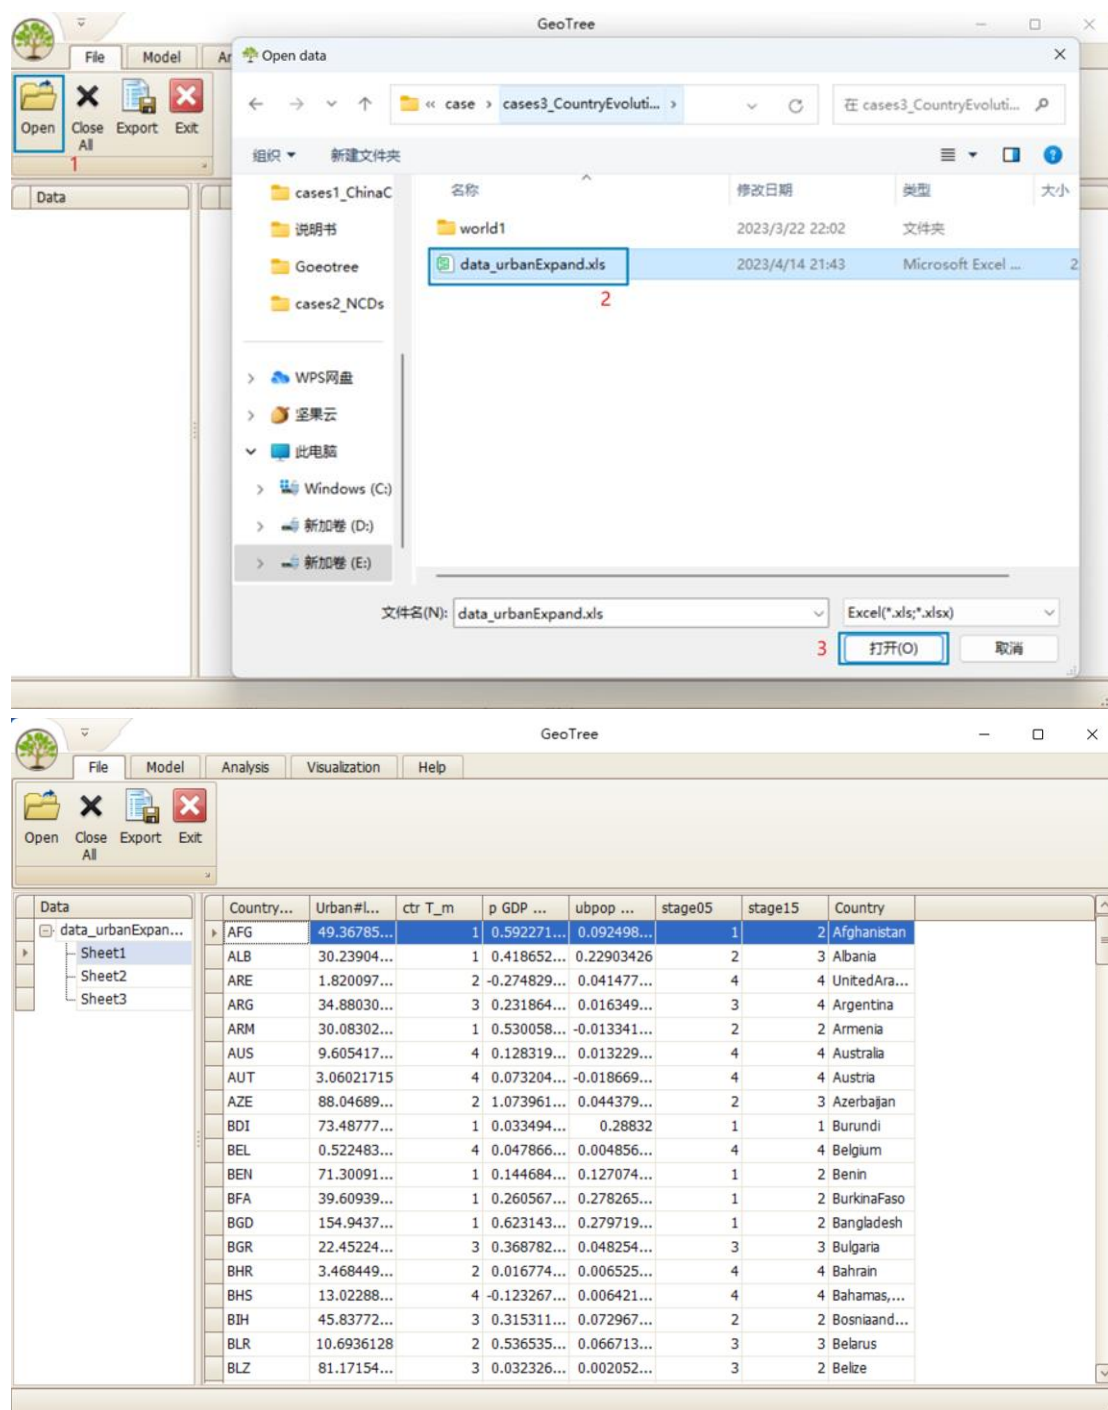 GeoTree
File Model An
Open data
« case › cases3_CountryEvoluti... ›
在 cases3_CountryEvoluti...
Open Close All Export Exit
1
组织 新建文件夹
Data
名称 修改日期 类型 大小
cases1_ChinaC
说明书
Goeotree
cases2_NCDs
WPS网盘
坚果云
此电脑
Windows (C:)
新加卷 (D:)
新加卷 (E:)
world1 2023/3/22 22:02 文件夹
data_urbanExpand.xls 2023/4/14 21:43 Microsoft Excel ... 2
2
文件名(N): data_urbanExpand.xls Excel(*.xls;*.xlsx)
3 打开(O) 取消
GeoTree
File Model Analysis Visualization Help
Open Close All Export Exit
Data
data_urbanExpan...
Sheet1
Sheet2
Sheet3
Country... Urban#l... ctr T_m p GDP ... ubpop ... stage05 stage15 Country
AFG 49.36785... 1 0.592271... 0.092498... 1 2 Afghanistan
ALB 30.23904... 1 0.418652... 0.22903426 2 3 Albania
ARE 1.820097... 2 -0.274829... 0.041477... 4 4 UnitedAra...
ARG 34.88030... 3 0.231864... 0.016349... 3 4 Argentina
ARM 30.08302... 1 0.530058... -0.013341... 2 2 Armenia
AUS 9.605417... 4 0.128319... 0.013229... 4 4 Australia
AUT 3.06021715 4 0.073204... -0.018669... 4 4 Austria
AZE 88.04689... 2 1.073961... 0.044379... 2 3 Azerbaijan
BDI 73.48777... 1 0.033494... 0.28832 1 1 Burundi
BEL 0.522483... 4 0.047866... 0.004856... 4 4 Belgium
BEN 71.30091... 1 0.144684... 0.127074... 1 2 Benin
BFA 39.60939... 1 0.260567... 0.278265... 1 2 BurkinaFaso
BGD 154.9437... 1 0.623143... 0.279719... 1 2 Bangladesh
BGR 22.45224... 3 0.368782... 0.048254... 3 3 Bulgaria
BHR 3.468449... 2 0.016774... 0.006525... 4 4 Bahrain
BHS 13.02288... 4 -0.123267... 0.006421... 4 4 Bahamas,...
BIH 45.83772... 3 0.315311... 0.072967... 2 2 Bosniaand...
BLR 10.6936128 2 0.536535... 0.066713... 3 3 Belarus
BLZ 81.17154... 3 0.032326... 0.002052... 3 2 Belize